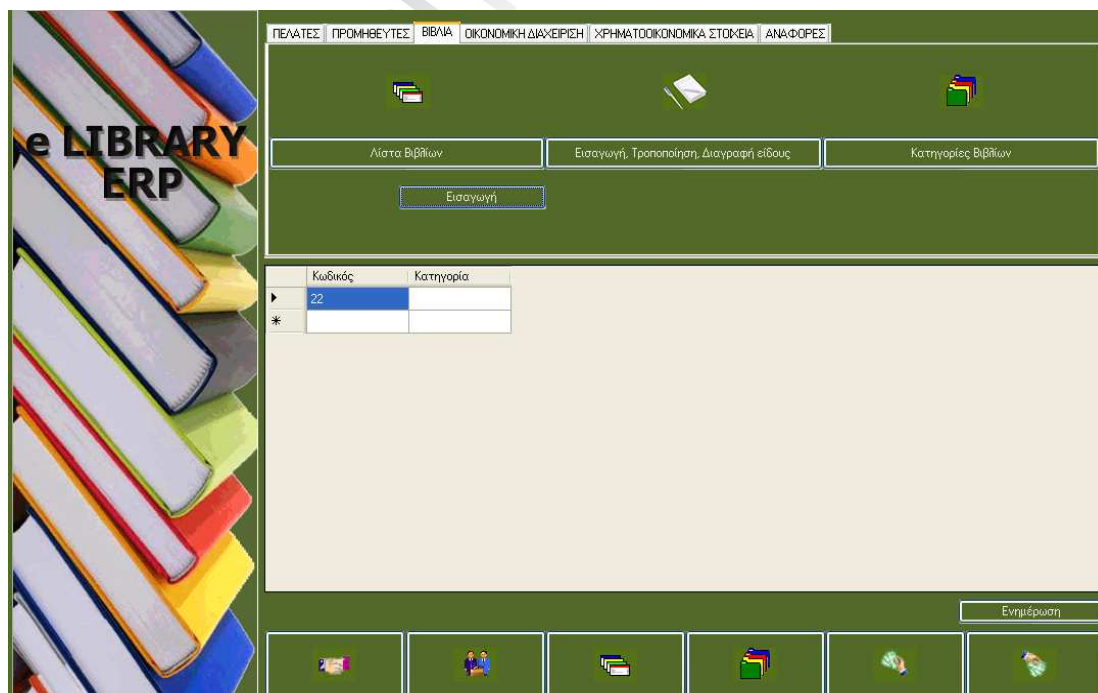 e LIBRARY
ERP
ΠΕΛΑΤΕΣ ΠΡΟΜΗΘΕΥΤΕΣ ΒΙΒΛΙΑ ΟΙΚΟΝΟΜΙΚΗ ΔΙΑΧΕΙΡΙΣΗ ΧΡΗΜΑΤΟΟΙΚΟΝΟΜΙΚΑ ΣΤΟΙΧΕΙΑ ΑΝΑΦΟΡΕΣ
Λίστα Βιβλίων Εισαγωγή, Τροποποίηση, Διαγραφή είδους Κατηγορίες Βιβλίων
Εισαγωγή
Κωδικός Κατηγορία
22
Ενημέρωση